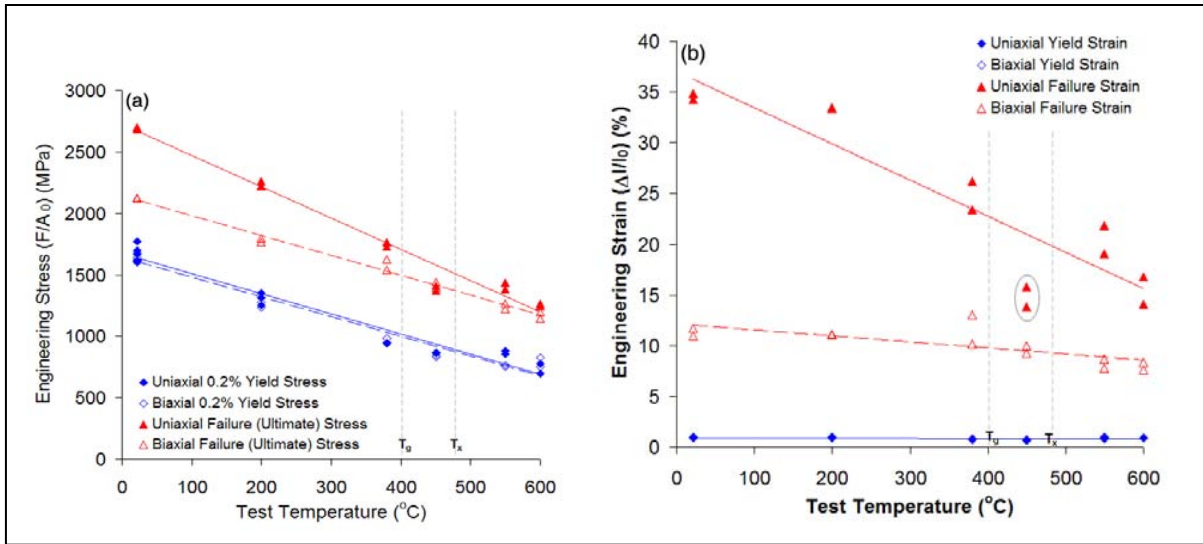 (a)
Engineering Stress (F/A₀) (MPa)
3000
2500
2000
1500
1000
500
0
Uniaxial 0.2% Yield Stress
Biaxial 0.2% Yield Stress
Uniaxial Failure (Ultimate) Stress
Biaxial Failure (Ultimate) Stress
Tg
Tx
0 100 200 300 400 500 600
Test Temperature (°C)
(b)
Engineering Strain (Δl/l₀) (%)
40
35
30
25
20
15
10
5
0
Uniaxial Yield Strain
Biaxial Yield Strain
Uniaxial Failure Strain
Biaxial Failure Strain
Tg
Tx
0 100 200 300 400 500 600
Test Temperature (°C)